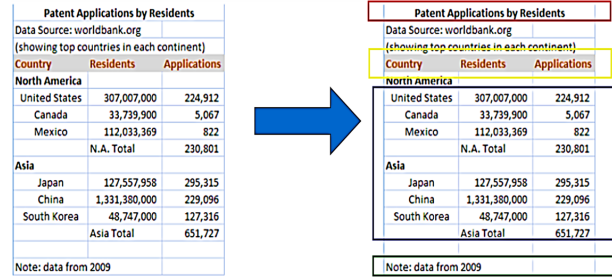 Patent Applications by Residents
Data Source: worldbank.org
(showing top countries in each continent)
Country Residents Applications
North America
United States 307,007,000 224,912
Canada 33,739,900 5,067
Mexico 112,033,369 822
N.A. Total 230,801
Asia
Japan 127,557,958 295,315
China 1,331,380,000 229,096
South Korea 48,747,000 127,316
Asia Total 651,727
Note: data from 2009
Patent Applications by Residents
Data Source: worldbank.org
(showing top countries in each continent)
Country Residents Applications
North America
United States 307,007,000 224,912
Canada 33,739,900 5,067
Mexico 112,033,369 822
N.A. Total 230,801
Asia
Japan 127,557,958 295,315
China 1,331,380,000 229,096
South Korea 48,747,000 127,316
Asia Total 651,727
Note: data from 2009